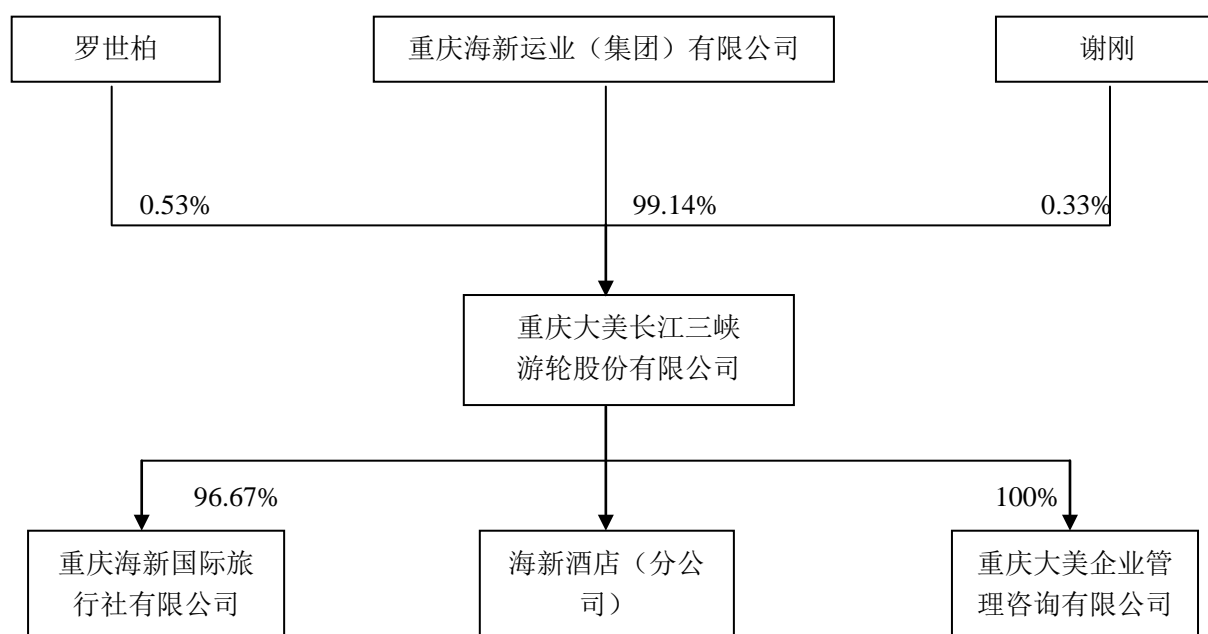 罗世柏
重庆海新运业（集团）有限公司
谢刚
0.53%
99.14%
0.33%
重庆大美长江三峡
游轮股份有限公司
96.67%
100%
重庆海新国际旅
行社有限公司
海新酒店（分公
司）
重庆大美企业管
理咨询有限公司